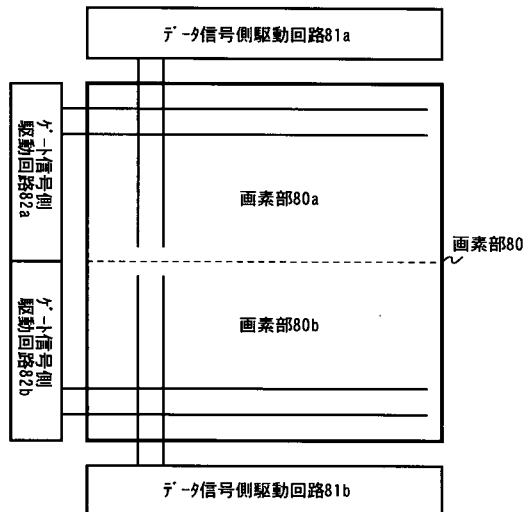 データ信号側駆動回路81a
ゲート信号側
駆動回路82a
画素部80a
画素部80
画素部80b
ゲート信号側
駆動回路82b
データ信号側駆動回路81b